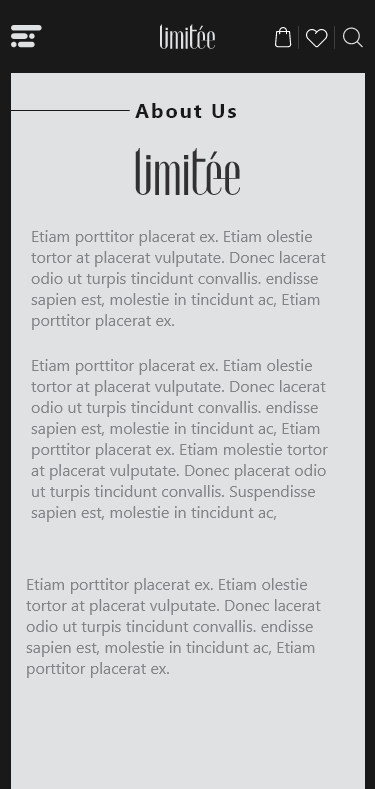 limitée
About Us
limitée
Etiam porttitor placerat ex. Etiam olestie
tortor at placerat vulputate. Donec lacerat
odio ut turpis tincidunt convallis. endisse
sapien est, molestie in tincidunt ac, Etiam
porttitor placerat ex.
Etiam porttitor placerat ex. Etiam olestie
tortor at placerat vulputate. Donec lacerat
odio ut turpis tincidunt convallis. endisse
sapien est, molestie in tincidunt ac, Etiam
porttitor placerat ex. Etiam molestie tortor
at placerat vulputate. Donec placerat odio
ut turpis tincidunt convallis. Suspendisse
sapien est, molestie in tincidunt ac,
Etiam porttitor placerat ex. Etiam olestie
tortor at placerat vulputate. Donec lacerat
odio ut turpis tincidunt convallis. endisse
sapien est, molestie in tincidunt ac, Etiam
porttitor placerat ex.